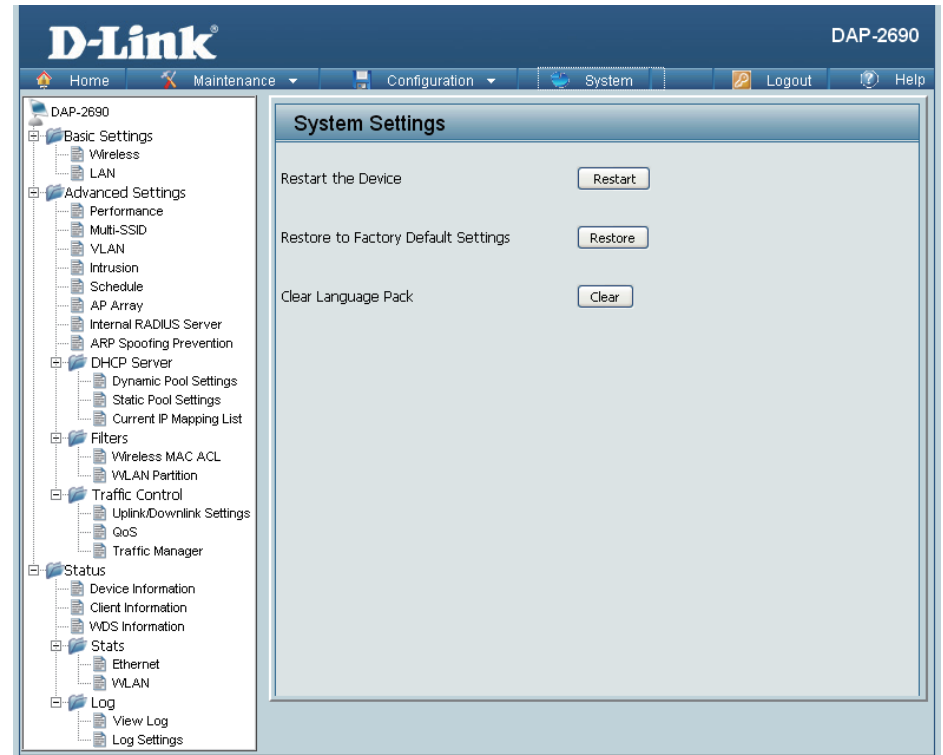 D-Link®
DAP-2690
Home Maintenance Configuration System Logout Help
DAP-2690
Basic Settings
Wireless
LAN
Advanced Settings
Performance
Multi-SSID
VLAN
Intrusion
Schedule
AP Array
Internal RADIUS Server
ARP Spoofing Prevention
DHCP Server
Dynamic Pool Settings
Static Pool Settings
Current IP Mapping List
Filters
Wireless MAC ACL
WLAN Partition
Traffic Control
Uplink/Downlink Settings
QoS
Traffic Manager
Status
Device Information
Client Information
WDS Information
Stats
Ethernet
WLAN
Log
View Log
Log Settings
System Settings
Restart the Device Restart
Restore to Factory Default Settings Restore
Clear Language Pack Clear